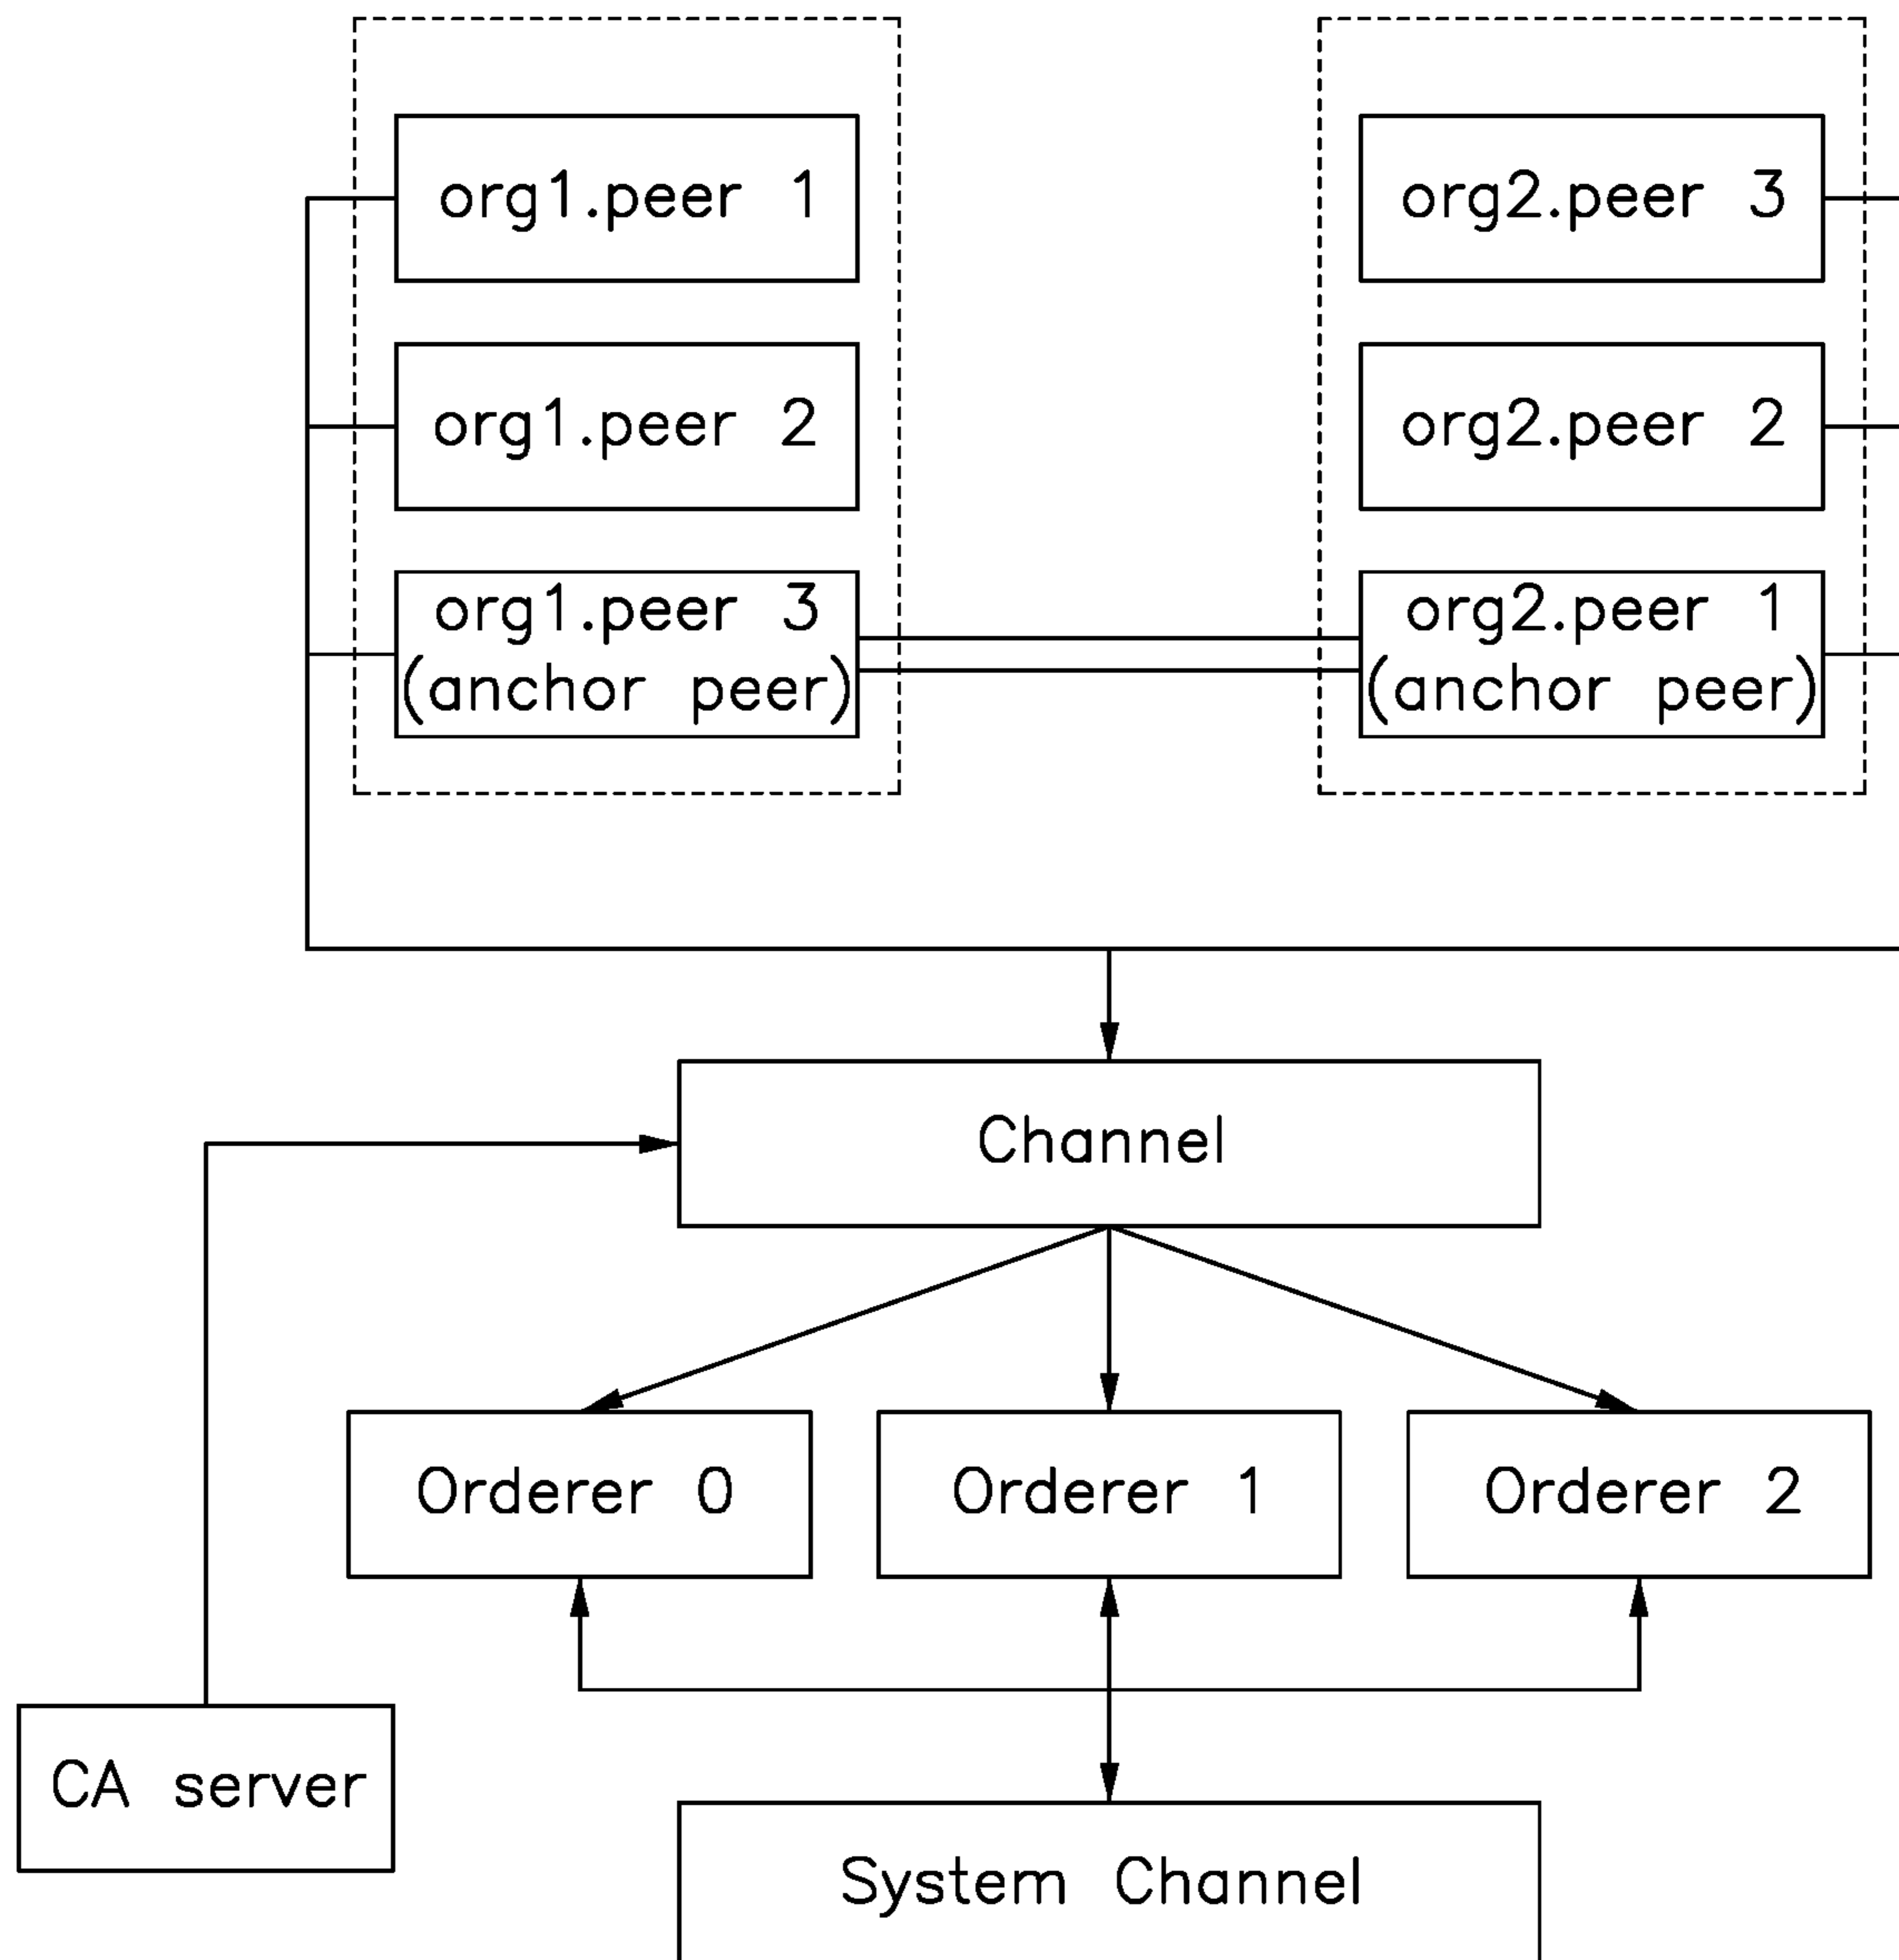 org1.peer 1
org2.peer 3
org1.peer 2
org2.peer 2
org1.peer 3
(anchor peer)
org2.peer 1
(anchor peer)
Channel
Orderer 0
Orderer 1
Orderer 2
CA server
System Channel